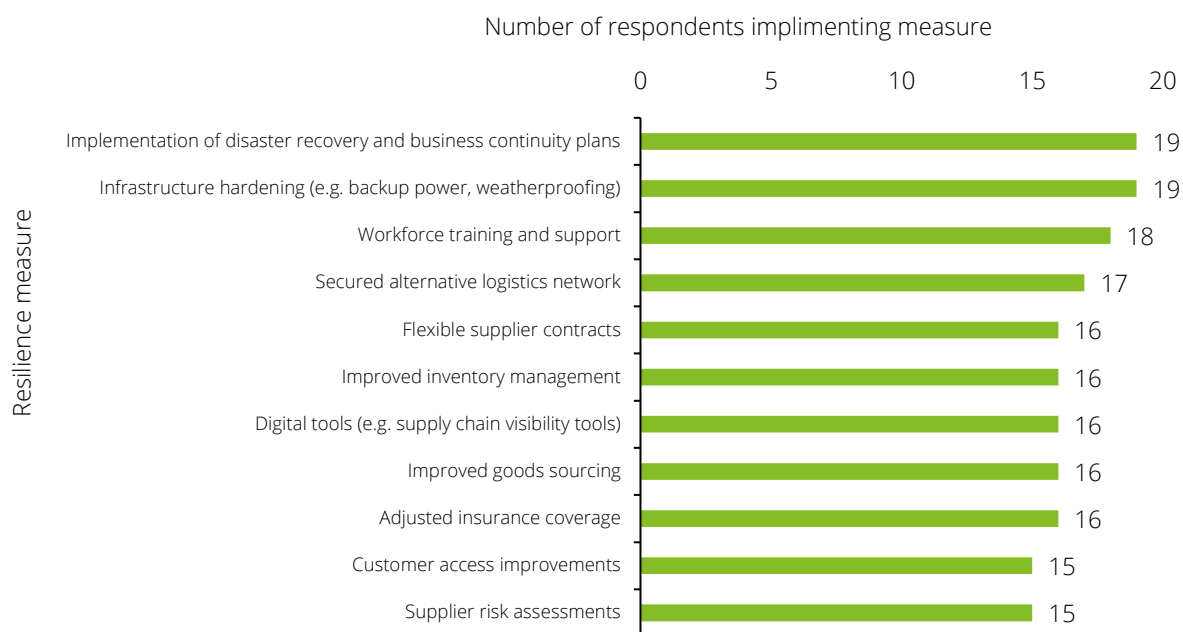 Number of respondents implimenting measure
0 5 10 15 20
Resilience measure
Implementation of disaster recovery and business continuity plans 19
Infrastructure hardening (e.g. backup power, weatherproofing) 19
Workforce training and support 18
Secured alternative logistics network 17
Flexible supplier contracts 16
Improved inventory management 16
Digital tools (e.g. supply chain visibility tools) 16
Improved goods sourcing 16
Adjusted insurance coverage 16
Customer access improvements 15
Supplier risk assessments 15